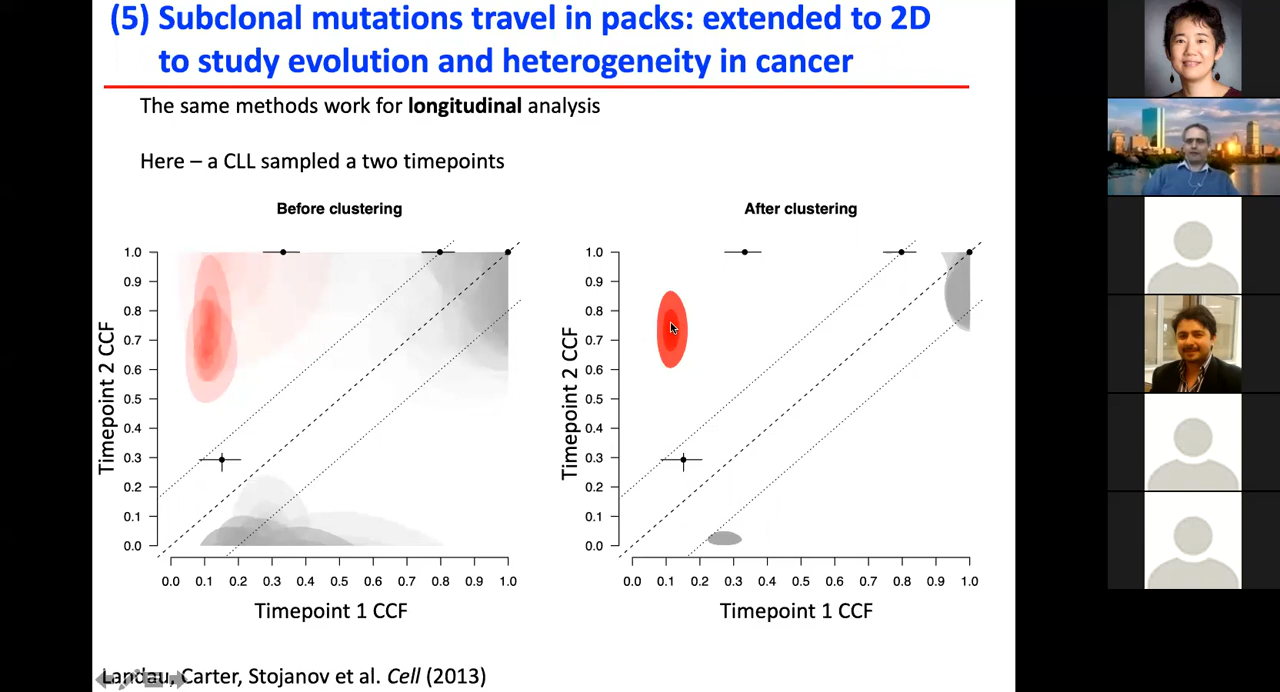 (5) Subclonal mutations travel in packs: extended to 2D
to study evolution and heterogeneity in cancer
The same methods work for longitudinal analysis
Here – a CLL sampled a two timepoints
Before clustering
1.0
0.9
0.8
0.7
0.6
0.5
0.4
0.3
0.2
0.1
0.0
Timepoint 2 CCF
0.0 0.1 0.2 0.3 0.4 0.5 0.6 0.7 0.8 0.9 1.0
Timepoint 1 CCF
After clustering
1.0
0.9
0.8
0.7
0.6
0.5
0.4
0.3
0.2
0.1
0.0
Timepoint 2 CCF
0.0 0.1 0.2 0.3 0.4 0.5 0.6 0.7 0.8 0.9 1.0
Timepoint 1 CCF
Landau, Carter, Stojanov et al. Cell (2013)